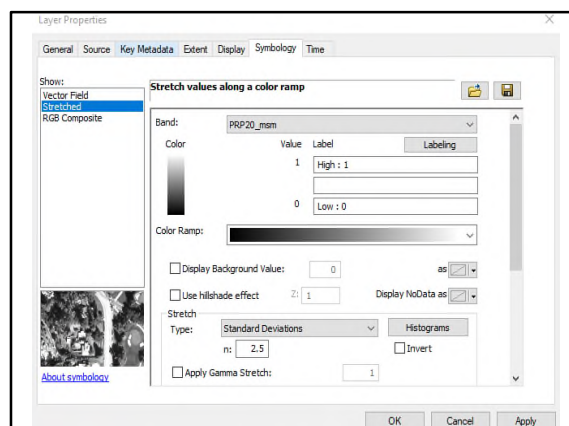 Layer Properties
General Source Key Metadata Extent Display Symbology Time
Show:
Vector Field
Stretched
RGB Composite
About symbology
Stretch values along a color ramp
Band: PRP20_msm
Color Value Label Labeling
1 High : 1
0 Low : 0
Color Ramp:
Display Background Value: 0 as
Use hillshade effect Z: 1 Display NoData as
Stretch
Type: Standard Deviations Histograms
n: 2.5 Invert
Apply Gamma Stretch: 1
OK Cancel Apply